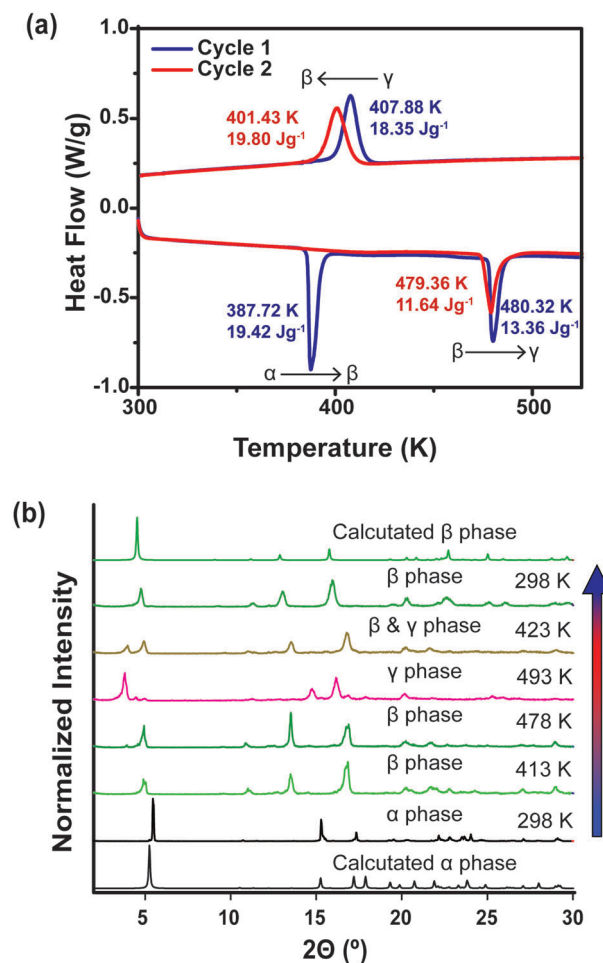 (a)
Cycle 1
Cycle 2
β ← γ
401.43 K
19.80 Jg⁻¹
407.88 K
18.35 Jg⁻¹
387.72 K
19.42 Jg⁻¹
479.36 K
11.64 Jg⁻¹
480.32 K
13.36 Jg⁻¹
α → β
β → γ
1.0
0.5
0.0
-0.5
-1.0
Heat Flow (W/g)
300 400 500
Temperature (K)
(b)
Calcutated β phase
β phase 298 K
β & γ phase 423 K
γ phase 493 K
β phase 478 K
β phase 413 K
α phase 298 K
Calcutated α phase
Normalized Intensity
5 10 15 20 25 30
2Θ (º)